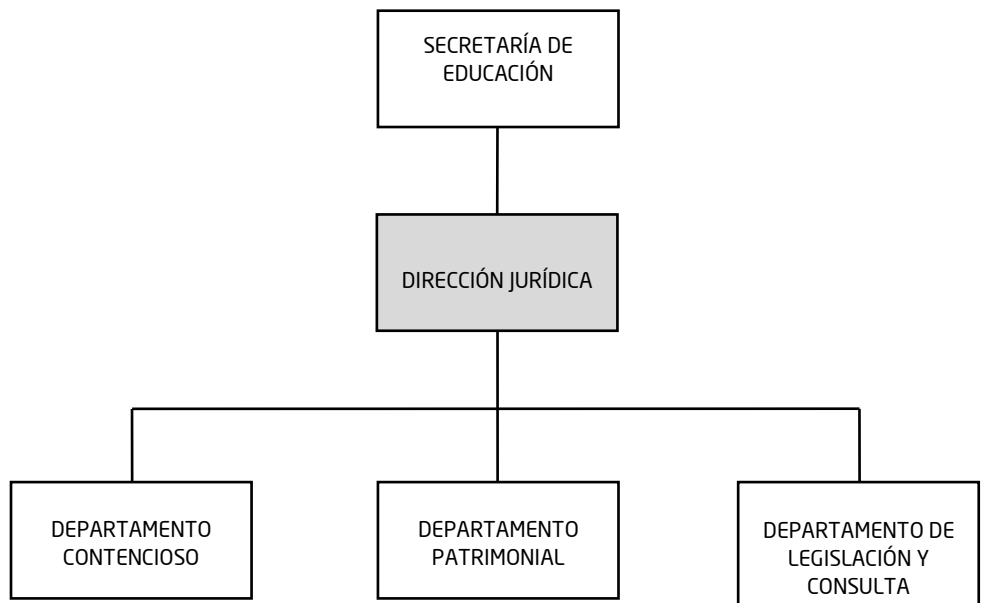 SECRETARÍA DE
EDUCACIÓN
DIRECCIÓN JURÍDICA
DEPARTAMENTO
CONTENCIOSO
DEPARTAMENTO
PATRIMONIAL
DEPARTAMENTO DE
LEGISLACIÓN Y
CONSULTA